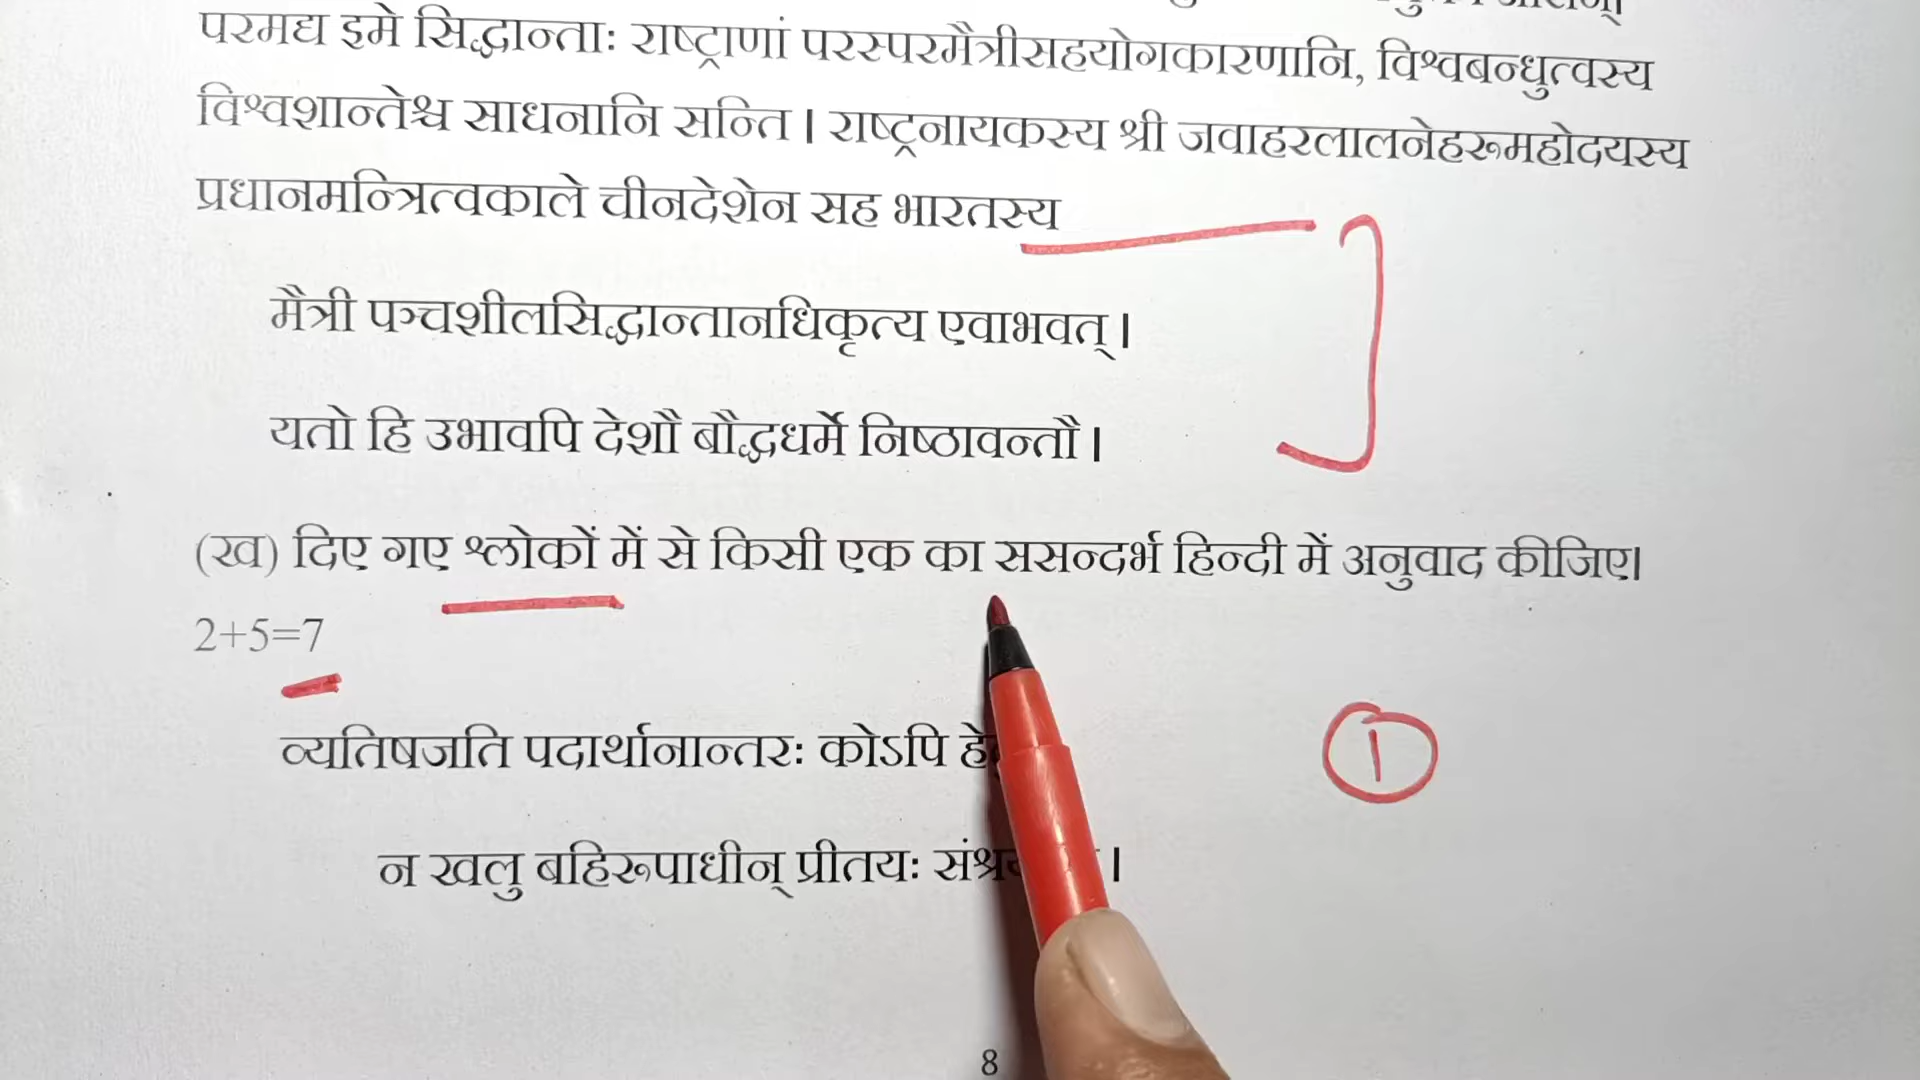 परमद्य इमे सिद्धान्ताः राष्ट्राणां परस्परमैत्रीसहयोगकारणानि, विश्वबन्धुत्वस्य
विश्वशान्तेश्च साधनानि सन्ति। राष्ट्रनायकस्य श्री जवाहरलालनेहरूमहोदयस्य
प्रधानमन्त्रित्वकाले चीनदेशेन सह भारतस्य
मैत्री पञ्चशीलसिद्धान्तानधिकृत्य एवाभवत्।
यतो हि उभावपि देशौ बौद्धधर्मे निष्ठावन्तौ।
(ख) दिए गए श्लोकों में से किसी एक का ससन्दर्भ हिन्दी में अनुवाद कीजिए।
2+5=7
व्यतिषजति पदार्थानान्तरः कोऽपि
1
न खलु बहिरूपाधीन् प्रीतयः
8